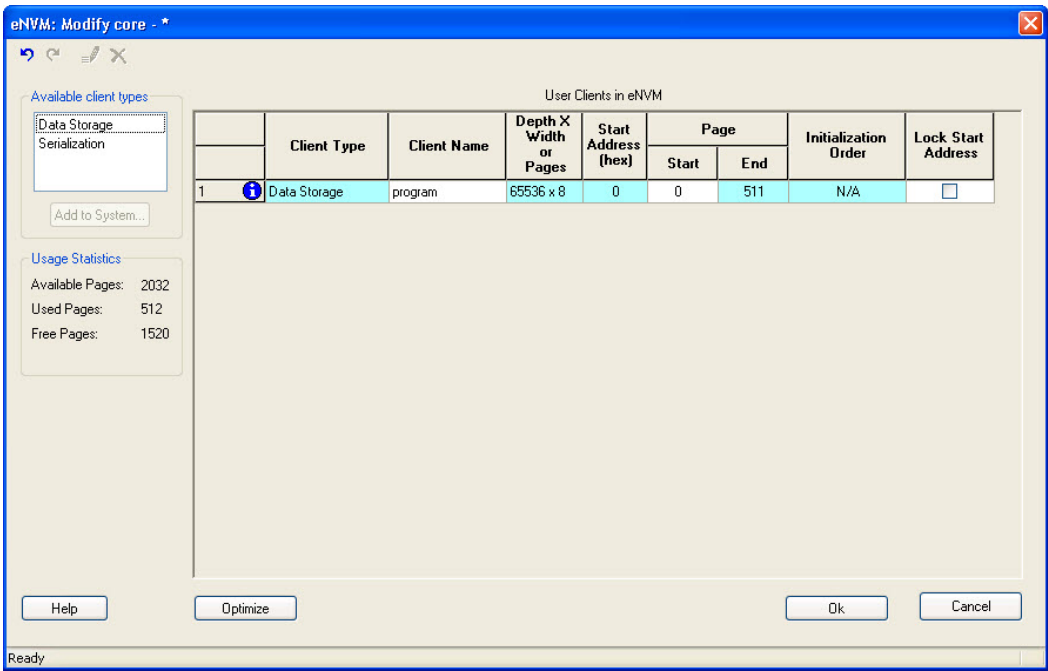 eNVM: Modify core - *
Available client types
Data Storage
Serialization
Add to System...
Usage Statistics
Available Pages: 2032
Used Pages: 512
Free Pages: 1520
User Clients in eNVM
Client Type
Client Name
Depth X
Width
or
Pages
Start
Address
(hex)
Page
Start
End
Initialization
Order
Lock Start
Address
1 Data Storage program 65536 x 8 0 0 511 N/A
Help
Optimize
Ok
Cancel
Ready